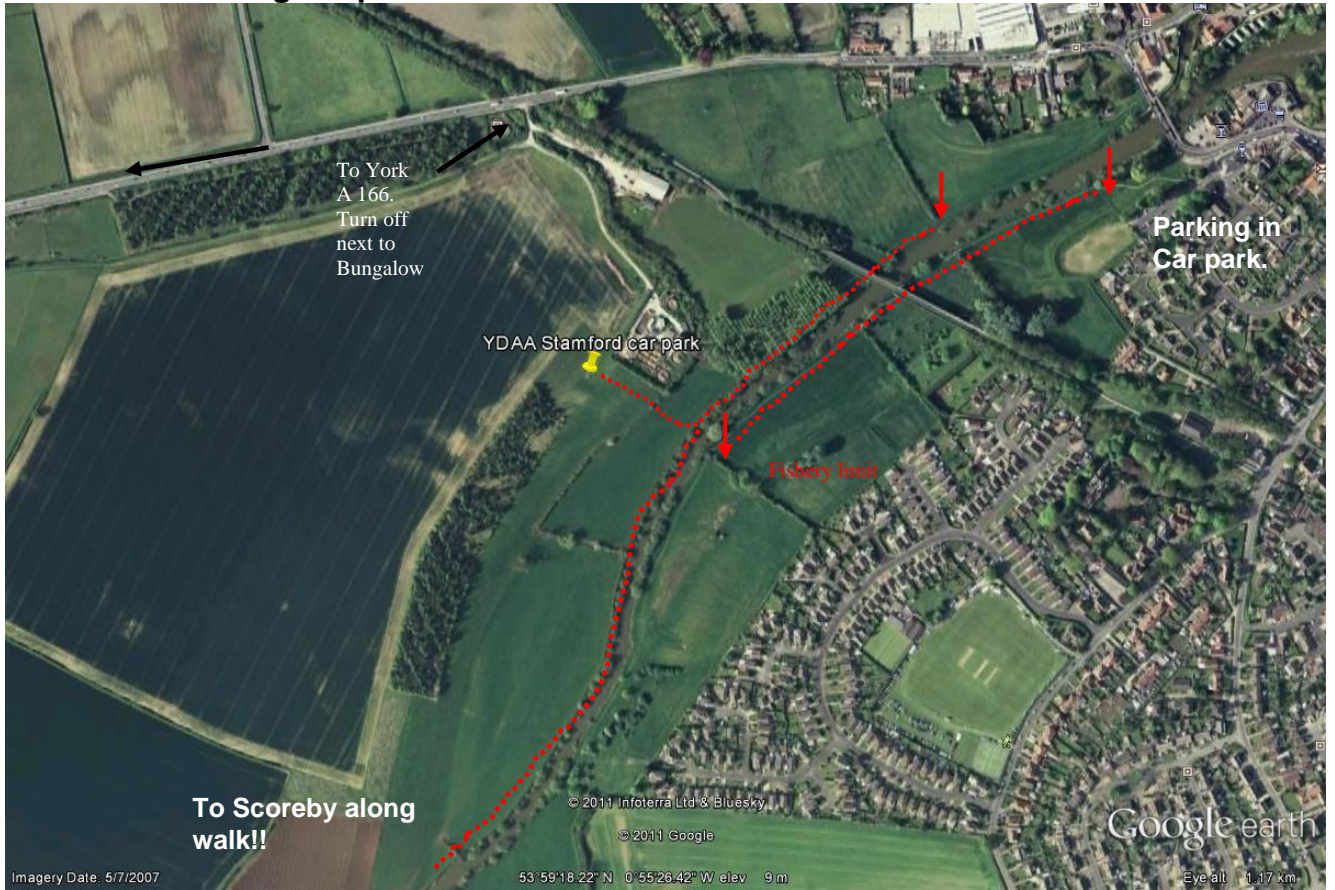 To York
A 166.
Turn off
next to
Bungalow
Parking in
Car park.
YDAA Stamford car park
Fishery limit
To Scoreby along
walk!!
© 2011 Infoterra Ltd & Bluesky
© 2011 Google
Google earth
Imagery Date: 5/7/2007
53°59'18.22" N 0°55'26.42" W elev 9 m
Eye alt 1.17 km